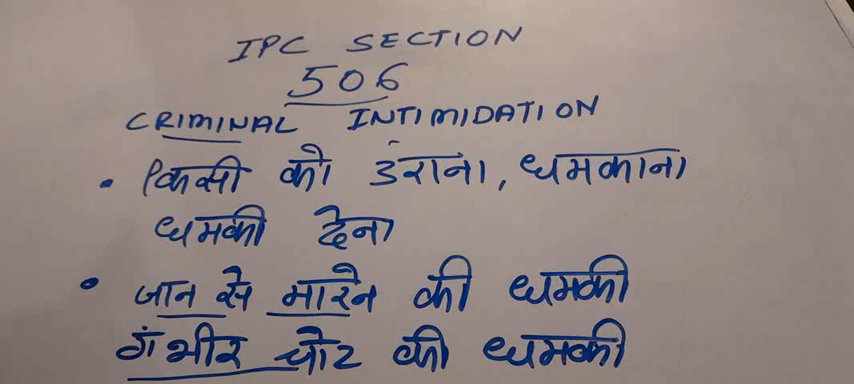 IPC SECTION
506
CRIMINAL INTIMIDATION
• किसी को डराना, धमकाना
धमकी देना
• जान से मारने की धमकी
गंभीर चोट की धमकी